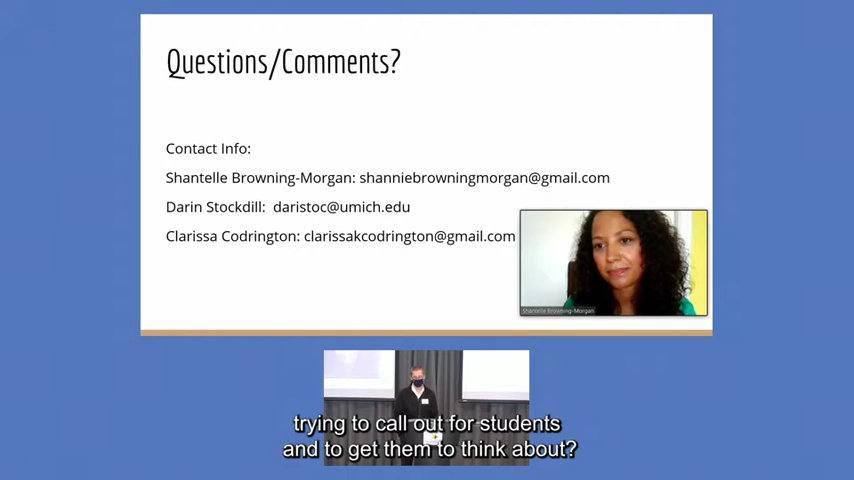 Questions/Comments?
Contact Info:
Shantelle Browning-Morgan: shanniebrowningmorgan@gmail.com
Darin Stockdill: daristoc@umich.edu
Clarissa Codrington: clarissakcodrington@gmail.com
Shantelle Browning-Morgan
trying to call out for students
and to get them to think about?